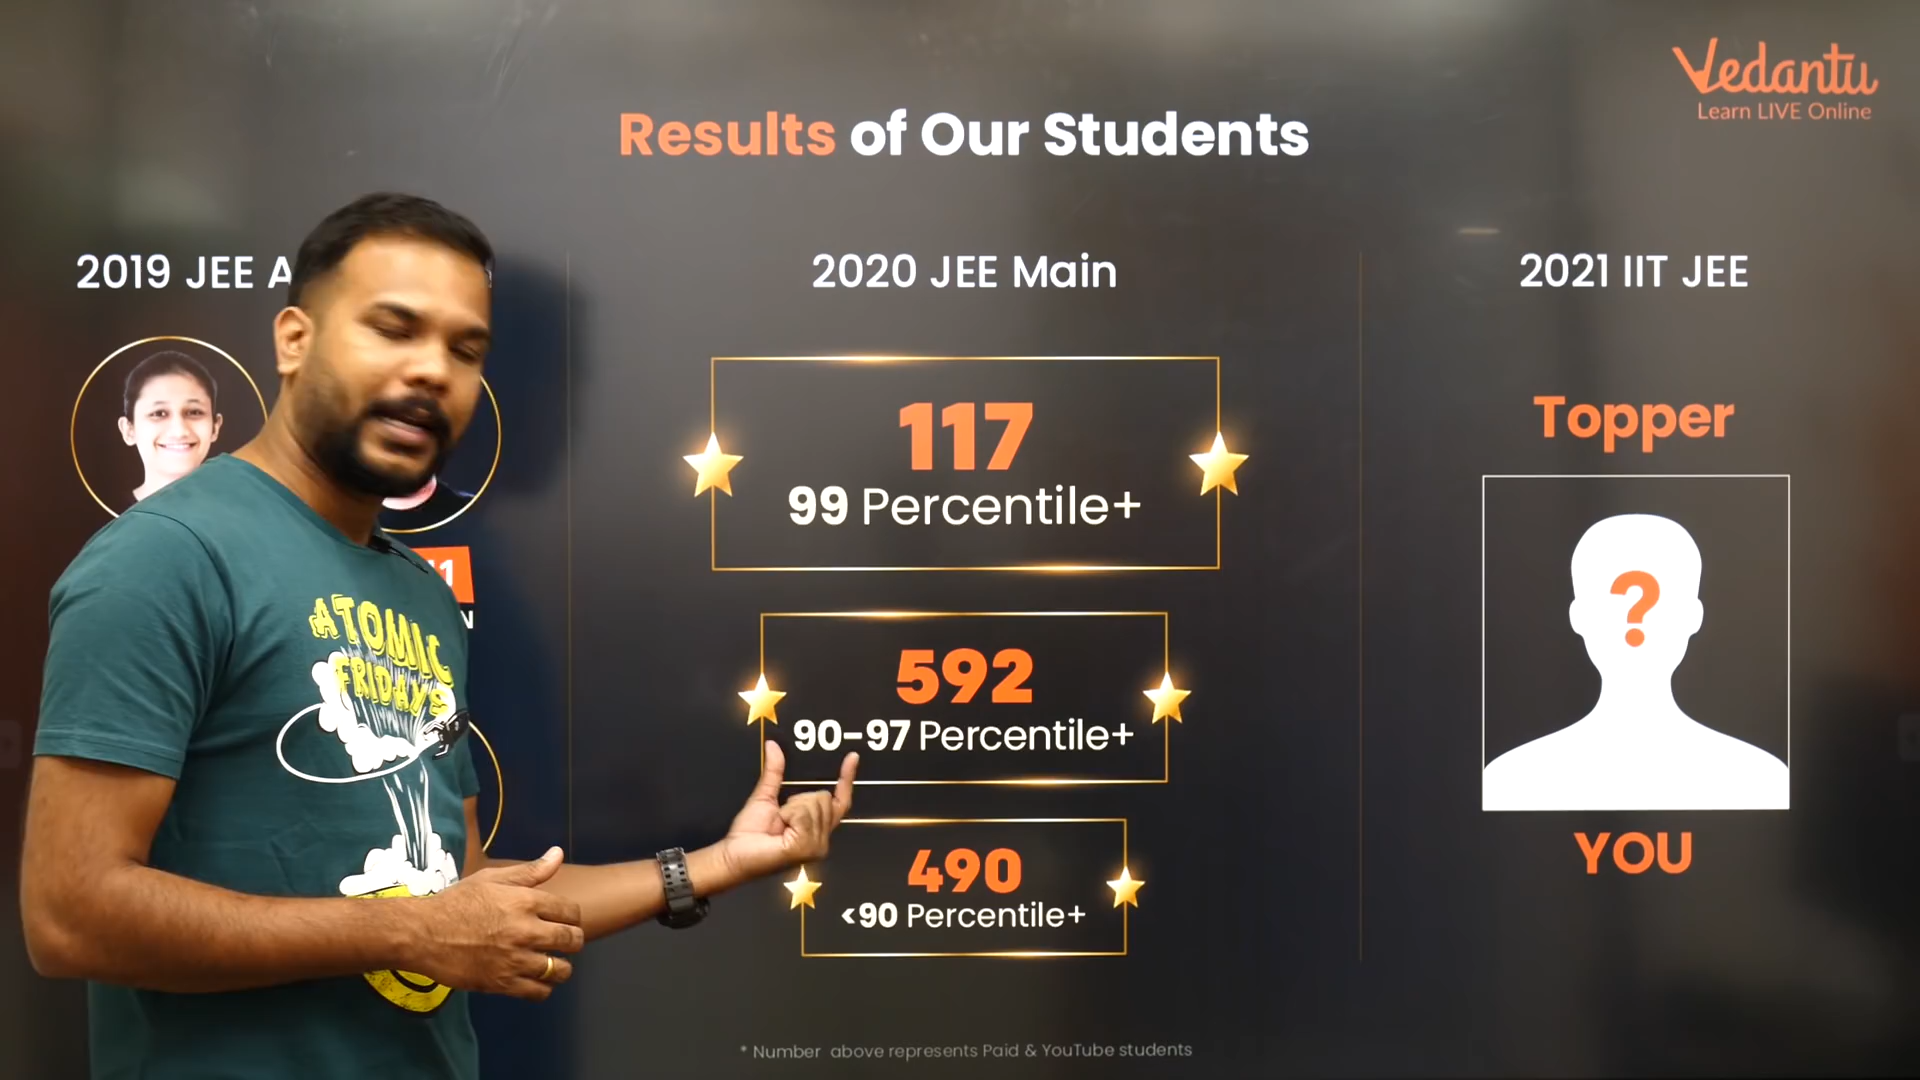 Vedantu
Learn LIVE Online
Results of Our Students
2019 JEE
2020 JEE Main
117
99 Percentile+
592
90-97 Percentile+
490
<90 Percentile+
2021 IIT JEE
Topper
?
YOU
ATOMIC
FRIDAYS
* Number above represents Paid & YouTube students